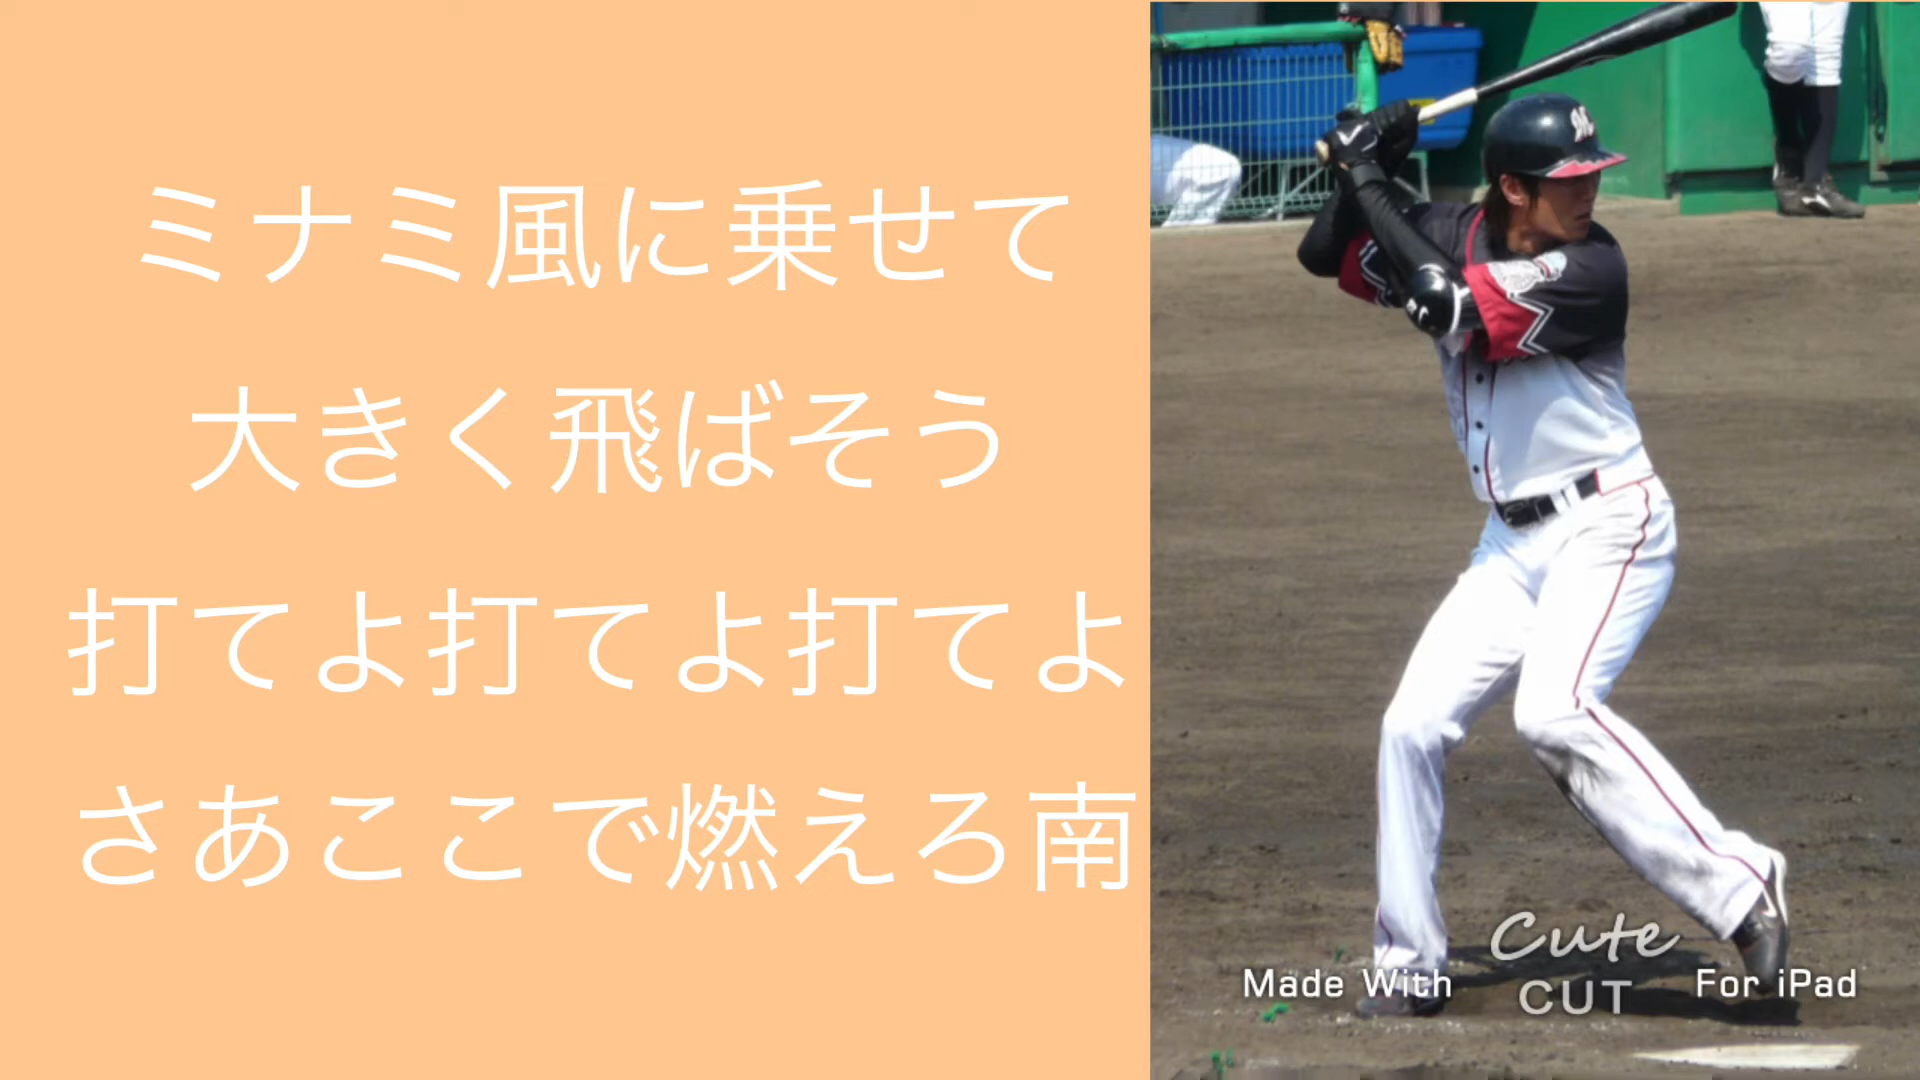 ミナミ風に乗せて
大きく飛ばそう
打てよ打てよ打てよ
さあここで燃えろ南
M
Made With Cute CUT For iPad